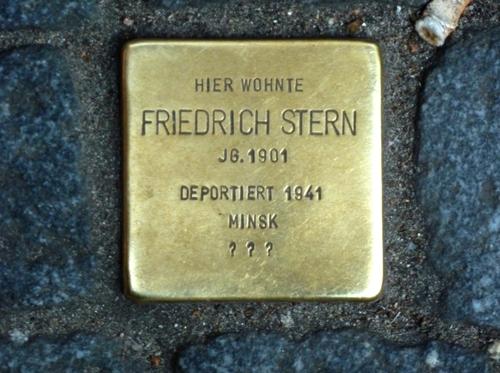 HIER WOHNTE
FRIEDRICH STERN
JG.1901
DEPORTIERT 1941
MINSK
? ? ?